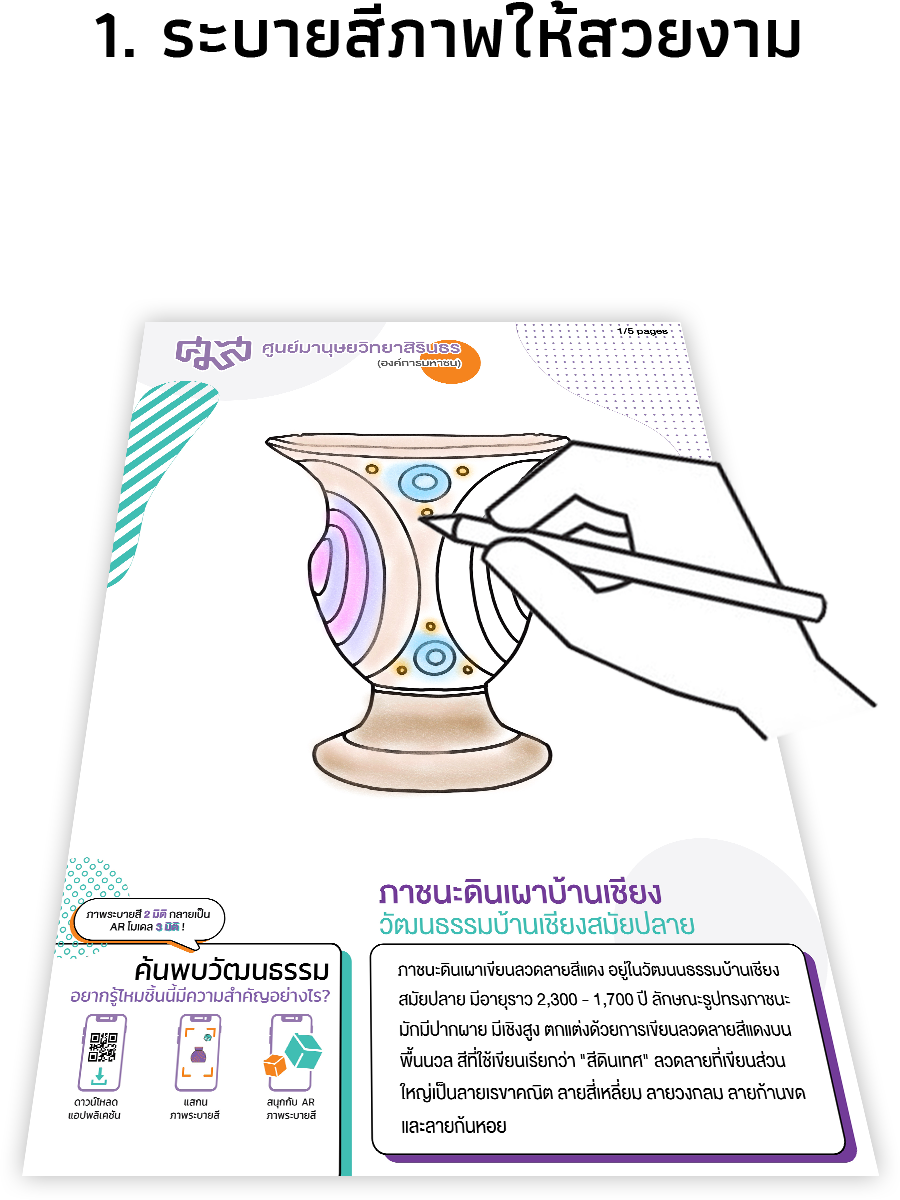 1. ระบายสีภาพให้สวยงาม
1/5 pages
ศูนย์มานุษยวิทยาสิรินธร
(องค์การมหาชน)
ภาชนะดินเผาบ้านเชียง
วัฒนธรรมบ้านเชียงสมัยปลาย
ภาพระบายสี 2 มิติ กลายเป็น
AR โมเดล 3 มิติ !
ค้นพบวัฒนธรรม
อยากรู้ไหมชิ้นนี้มีความสำคัญอย่างไร?
ดาวน์โหลด
แอปพลิเคชัน
แสกน
ภาพระบายสี
สนุกกับ AR
ภาพระบายสี
ภาชนะดินเผาเขียนลวดลายสีแดง อยู่ในวัฒนนธรรมบ้านเชียง
สมัยปลาย มีอายุราว 2,300 - 1,700 ปี ลักษณะรูปทรงภาชนะ
มักมีปากผาย มีเชิงสูง ตกแต่งด้วยการเขียนลวดลายสีแดงบน
พื้นนวล สีที่ใช้เขียนเรียกว่า "สีดินเทศ" ลวดลายที่เขียนส่วน
ใหญ่เป็นลายเรขาคณิต ลายสี่เหลี่ยม ลายวงกลม ลายก้านขด
และลายก้นหอย